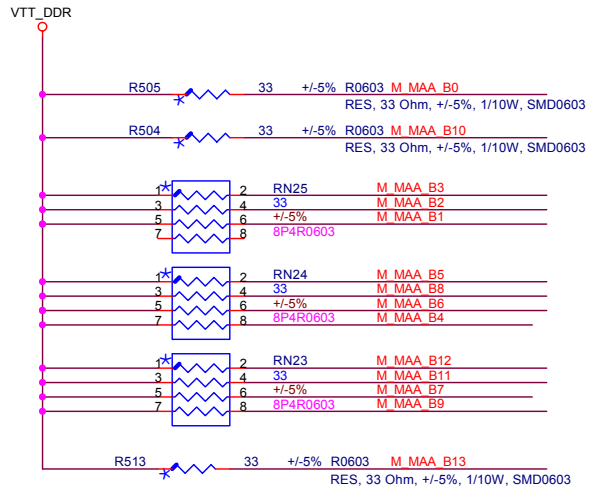 VTT_DDR
R505 33 +/-5% R0603 M_MAA_B0
RES, 33 Ohm, +/-5%, 1/10W, SMD0603
R504 33 +/-5% R0603 M_MAA_B10
RES, 33 Ohm, +/-5%, 1/10W, SMD0603
1 2 RN25 M_MAA_B3
3 4 33 M_MAA_B2
5 6 +/-5% M_MAA_B1
7 8 8P4R0603
1 2 RN24 M_MAA_B5
3 4 33 M_MAA_B8
5 6 +/-5% M_MAA_B6
7 8 8P4R0603 M_MAA_B4
1 2 RN23 M_MAA_B12
3 4 33 M_MAA_B11
5 6 +/-5% M_MAA_B7
7 8 8P4R0603 M_MAA_B9
R513 33 +/-5% R0603 M_MAA_B13
RES, 33 Ohm, +/-5%, 1/10W, SMD0603